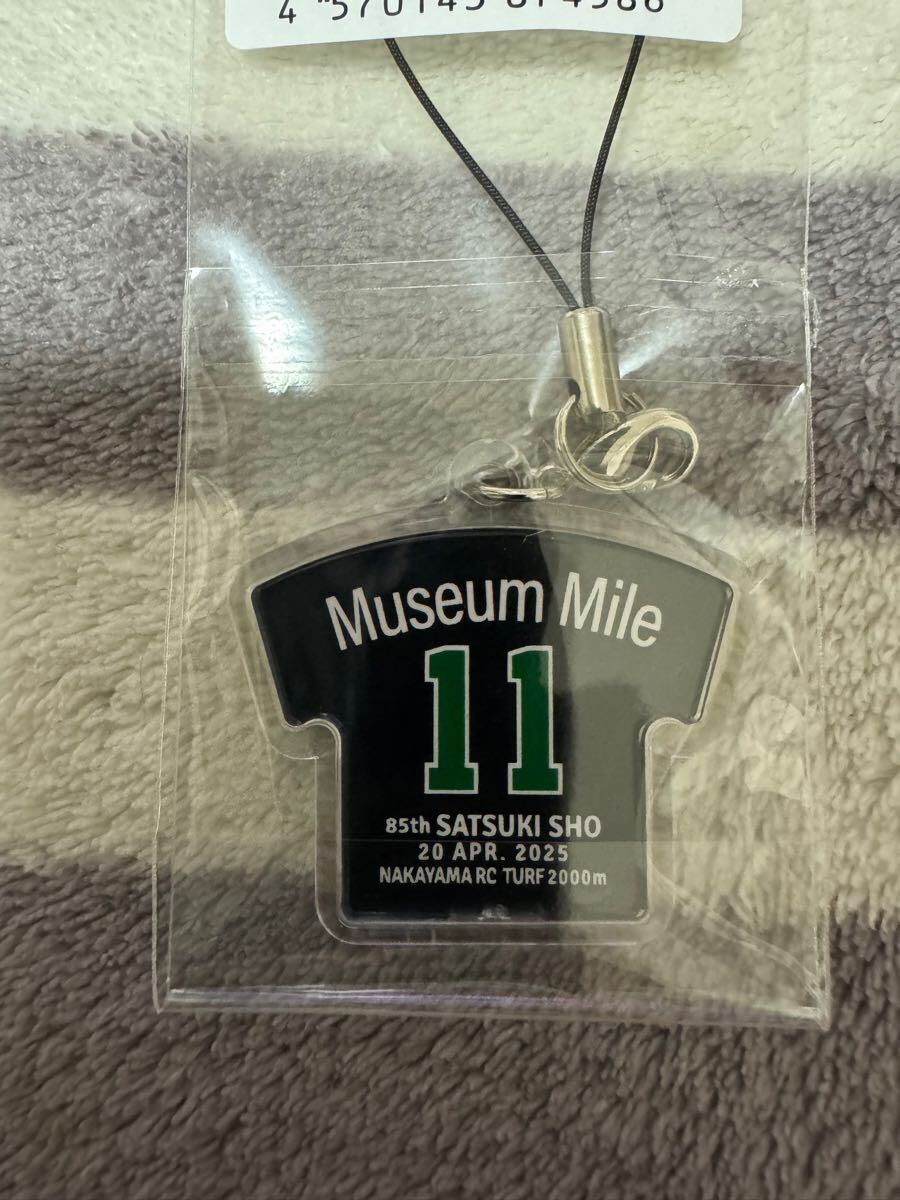 Museum Mile
11
85th SATSUKI SHO
20 APR. 2025
NAKAYAMA RC TURF 2000m